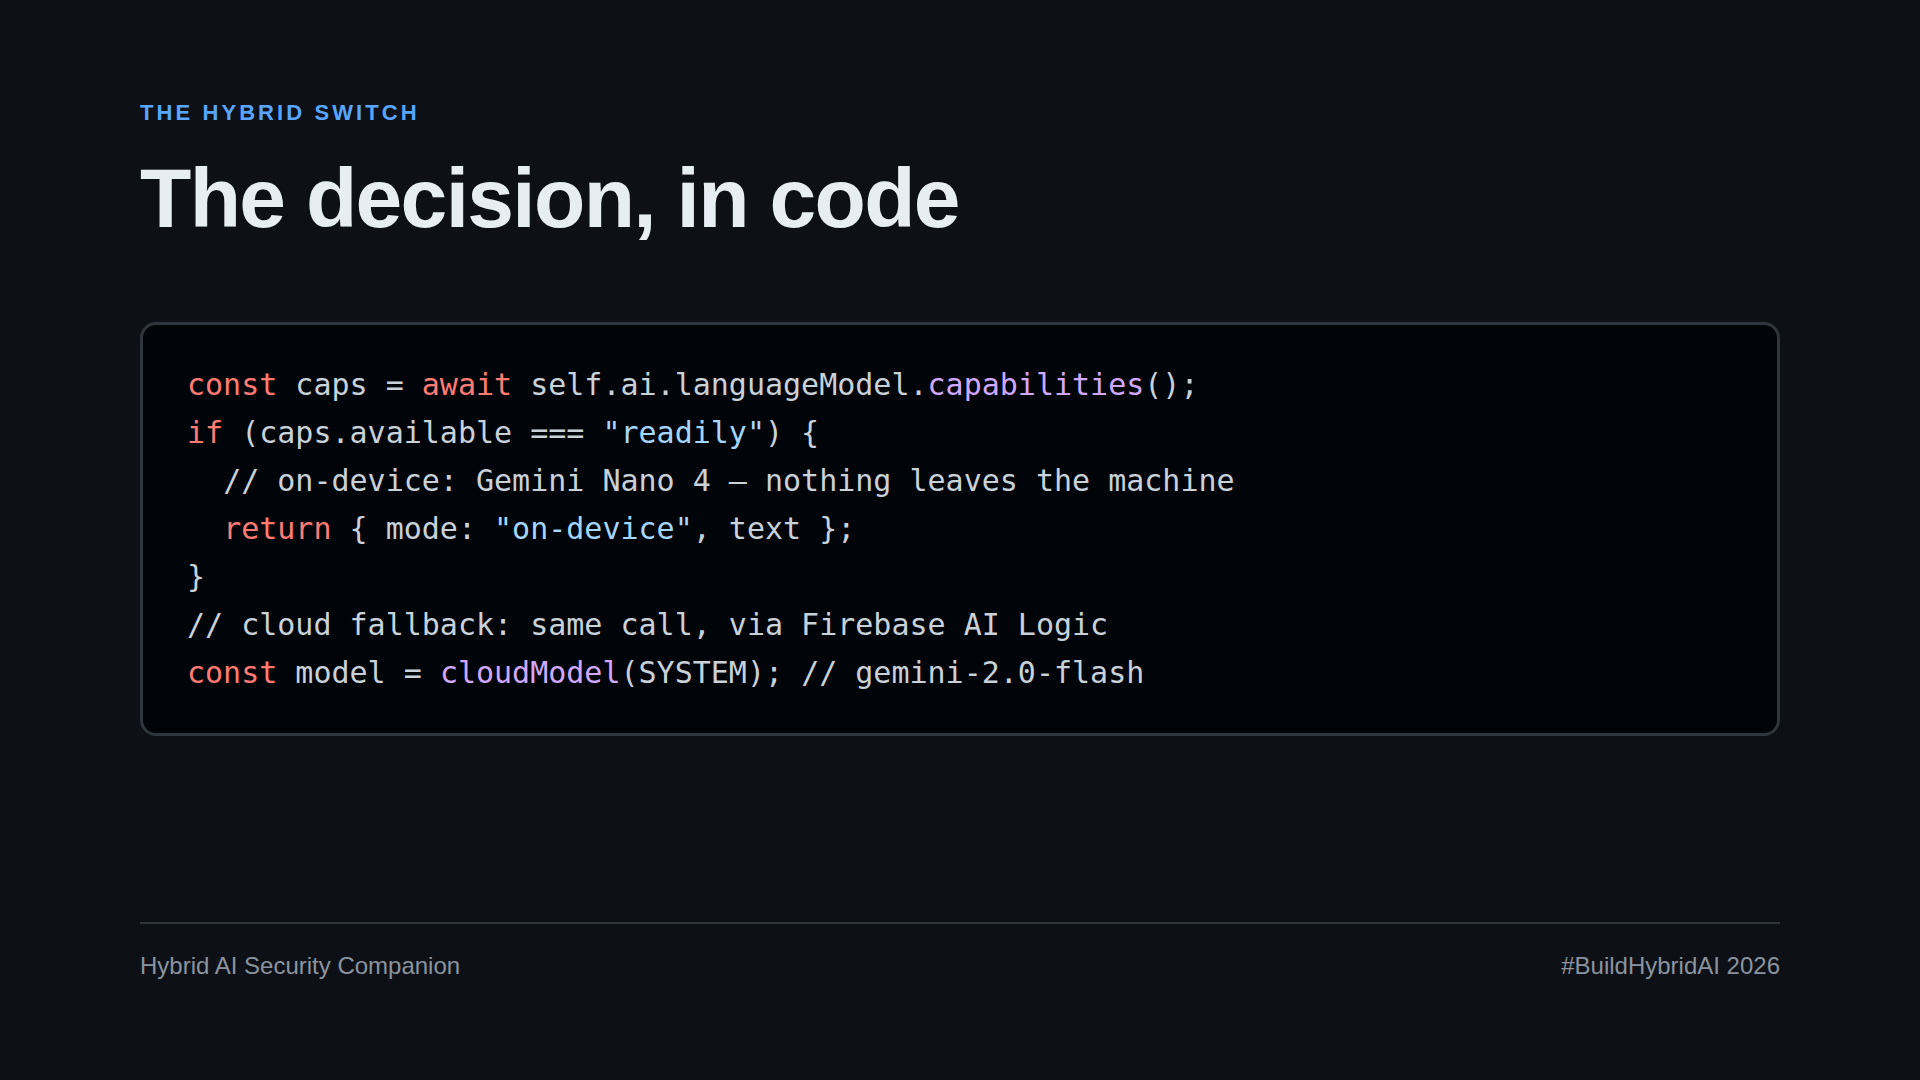 THE HYBRID SWITCH
The decision, in code
const caps = await self.ai.languageModel.capabilities();
if (caps.available === "readily") {
  // on-device: Gemini Nano 4 — nothing leaves the machine
  return { mode: "on-device", text };
}
// cloud fallback: same call, via Firebase AI Logic
const model = cloudModel(SYSTEM); // gemini-2.0-flash
Hybrid AI Security Companion
#BuildHybridAI 2026